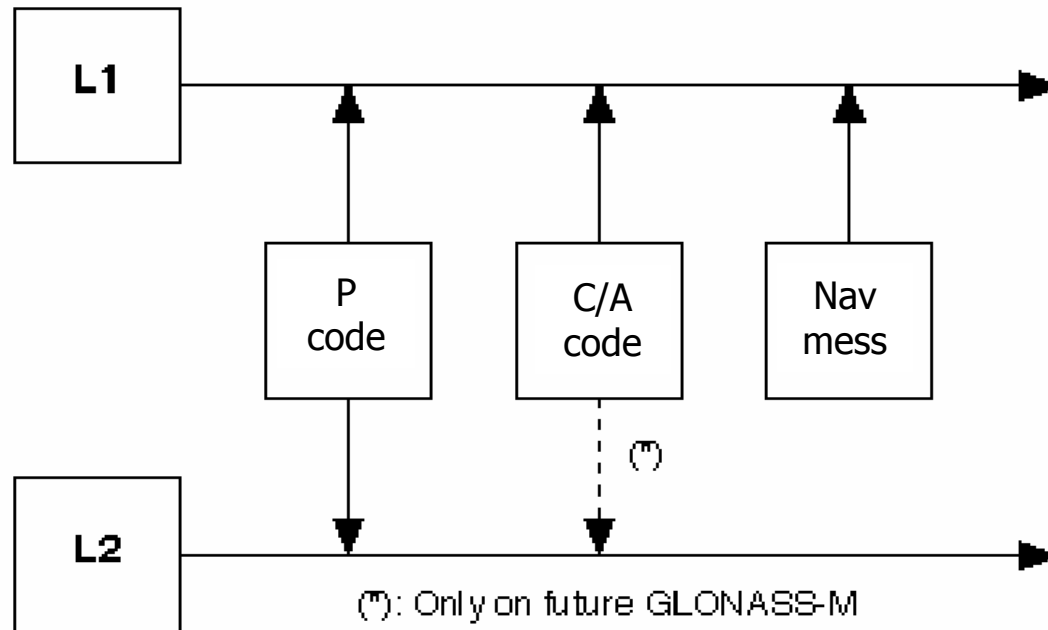 L1
P
code
C/A
code
Nav
mess
(*)
L2
(*): Only on future GLONASS-M